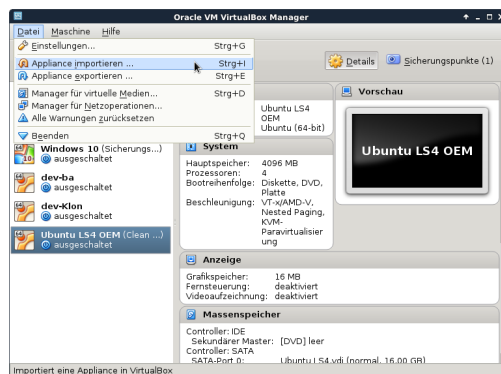 Oracle VM VirtualBox Manager
Datei Maschine Hilfe
Einstellungen... Strg+G
Appliance importieren ... Strg+I
Appliance exportieren ... Strg+E
Manager für virtuelle Medien... Strg+D
Manager für Netzoperationen...
Alle Warnungen zurücksetzen
Beenden Strg+Q
Details
Sicherungspunkte (1)
Windows 10 (Sicherungs...)
ausgeschaltet
dev-ba
ausgeschaltet
dev-Klon
ausgeschaltet
Ubuntu LS4 OEM (Clean ...)
ausgeschaltet
Ubuntu LS4
OEM
Ubuntu (64-bit)
System
Hauptspeicher: 4096 MB
Prozessoren: 4
Bootreihenfolge: Diskette, DVD,
Platte
Beschleunigung: VT-x/AMD-V,
Nested Paging,
KVM-
Paravirtualisier
ung
Vorschau
Ubuntu LS4 OEM
Anzeige
Grafikspeicher: 16 MB
Fernsteuerung: deaktiviert
Videoaufzeichnung: deaktiviert
Massenspeicher
Controller: IDE
Sekundärer Master: [DVD] leer
Controller: SATA
SATA-Port 0: Ubuntu LS4.vdi (normal, 16,00 GB)
Importiert eine Appliance in VirtualBox